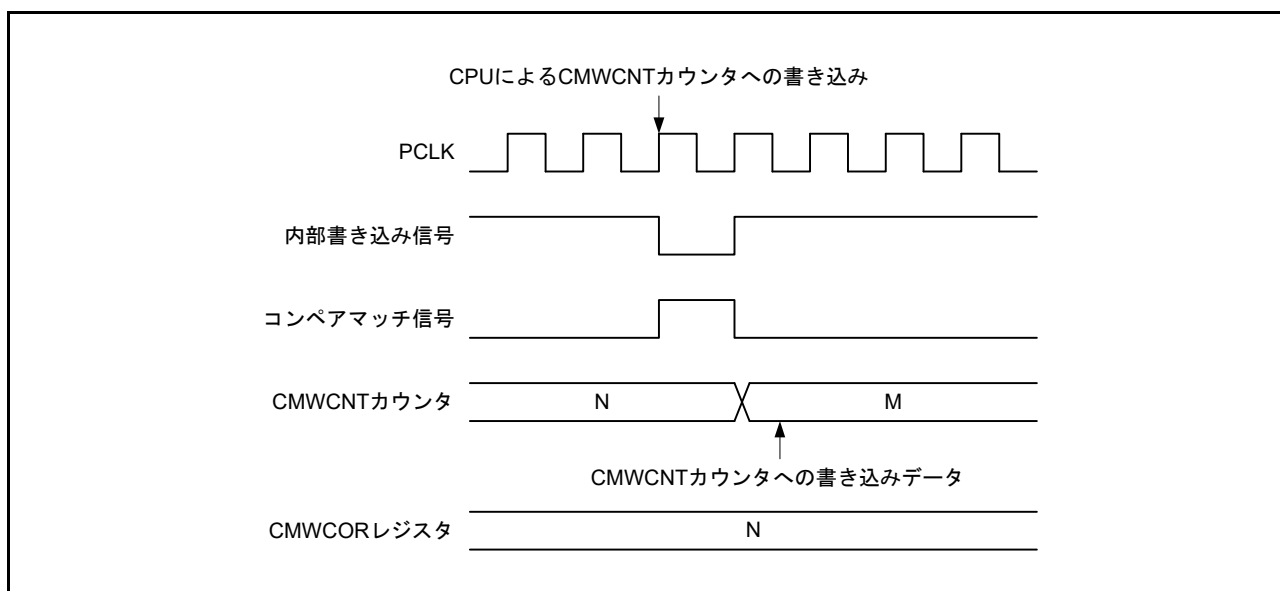 CPUによるCMWCNTカウンタへの書き込み
PCLK
内部書き込み信号
コンペアマッチ信号
CMWCNTカウンタ
N
M
CMWCNTカウンタへの書き込みデータ
CMWCORレジスタ
N